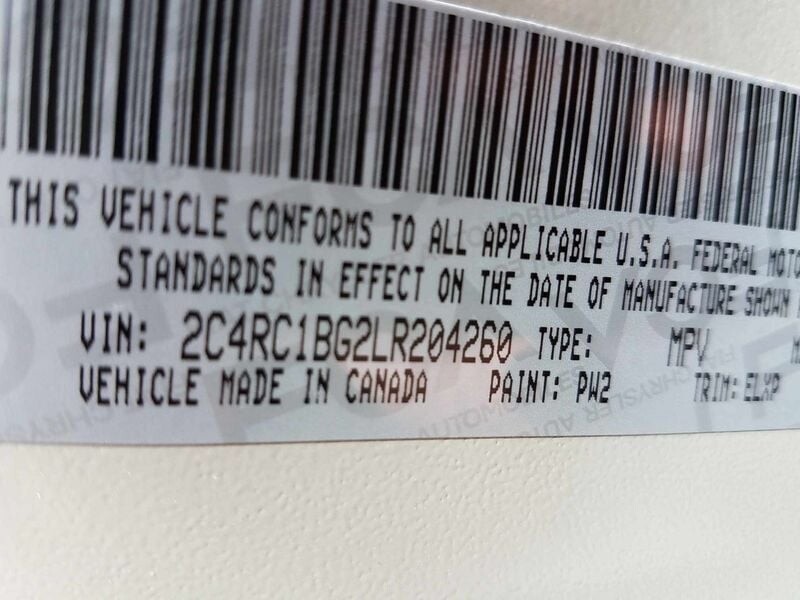 THIS VEHICLE CONFORMS TO ALL APPLICABLE U.S.A. FEDERAL MOTO
STANDARDS IN EFFECT ON THE DATE OF MANUFACTURE SHOWN
VIN: 2C4RC1BG2LR204260 TYPE: MPV
VEHICLE MADE IN CANADA PAINT: PW2 TRIM: ELXP